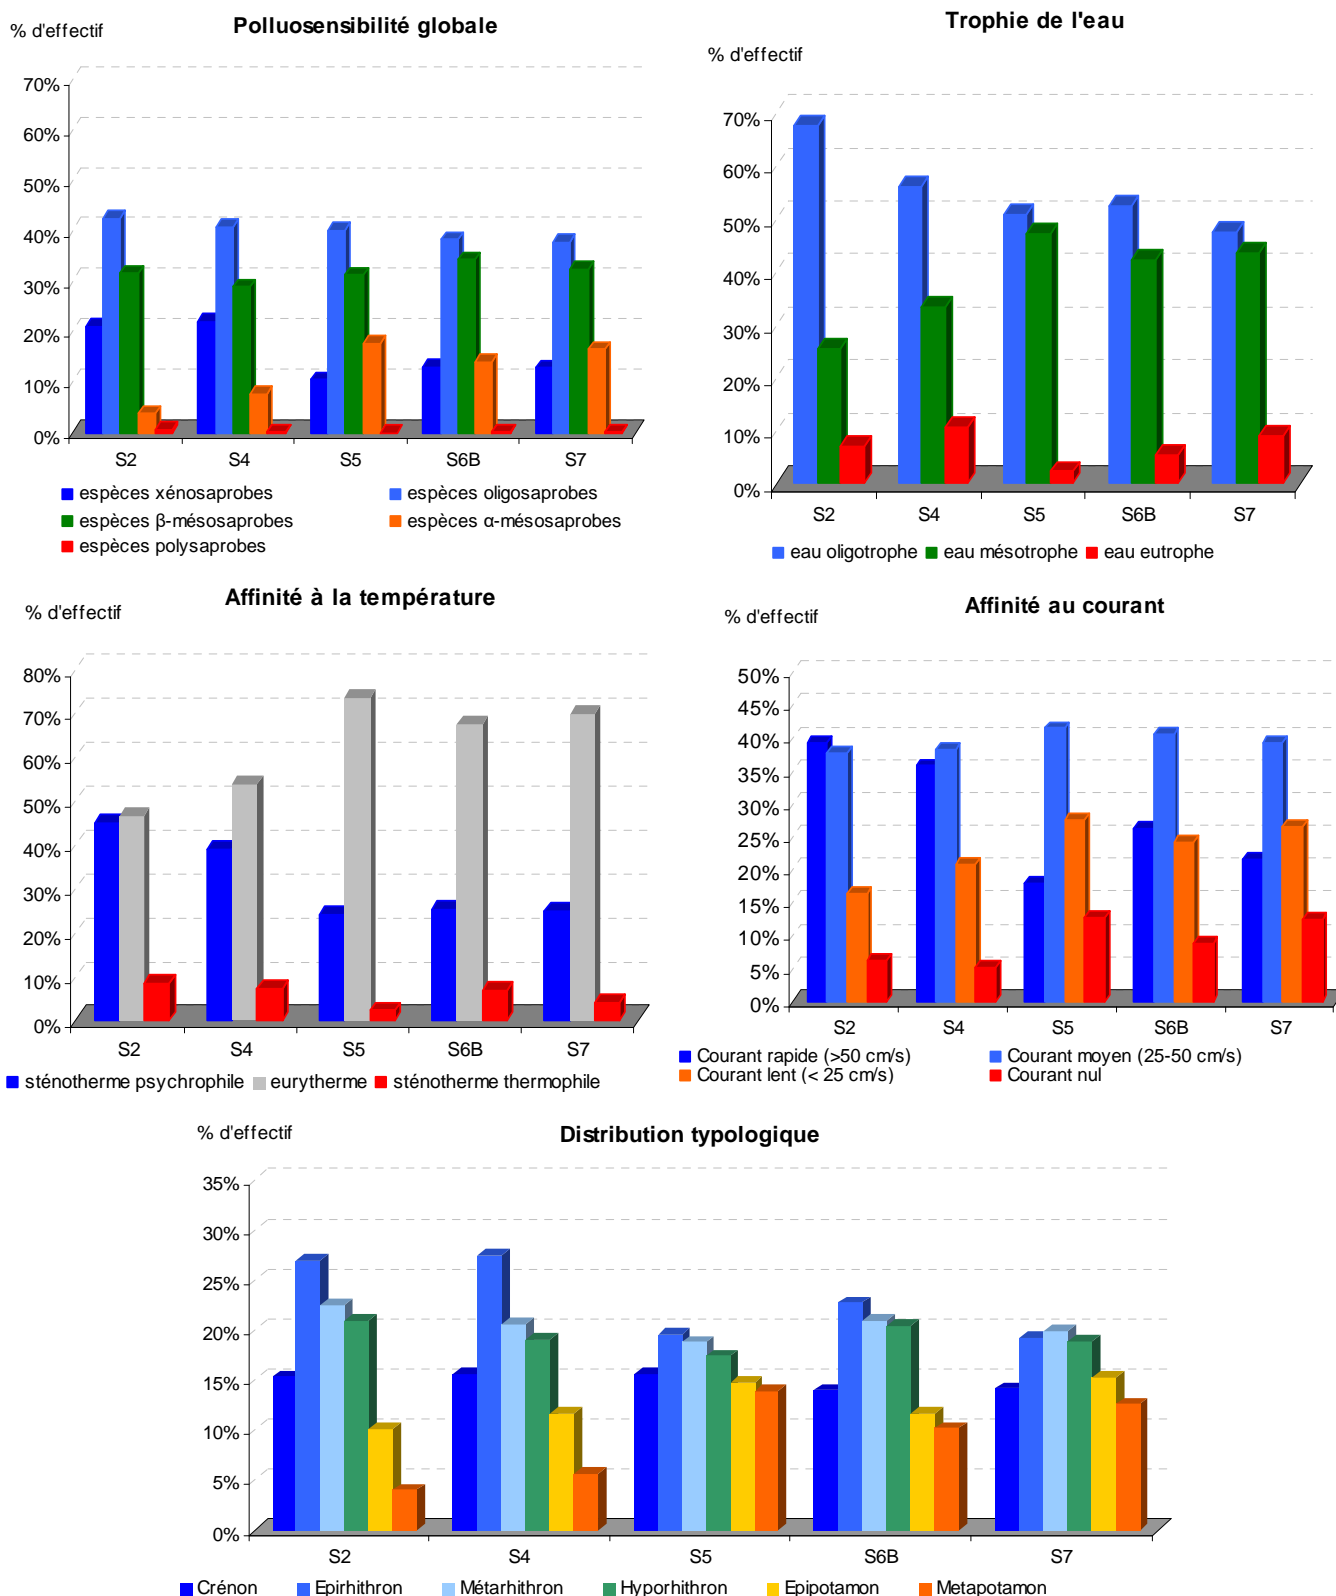 Polluosensibilité globale
% d'effectif
70%
60%
50%
40%
30%
20%
10%
0%
S2 S4 S5 S6B S7
espèces xénosaprobes espèces oligosaprobes
espèces β-mésosaprobes espèces α-mésosaprobes
espèces polysaprobes
Trophie de l'eau
% d'effectif
70%
60%
50%
40%
30%
20%
10%
0%
S2 S4 S5 S6B S7
eau oligotrophe eau mésotrophe eau eutrophe
Affinité à la température
% d'effectif
80%
70%
60%
50%
40%
30%
20%
10%
0%
S2 S4 S5 S6B S7
sténotherme psychrophile eurytherme sténotherme thermophile
Affinité au courant
% d'effectif
50%
45%
40%
35%
30%
25%
20%
15%
10%
5%
0%
S2 S4 S5 S6B S7
Courant rapide (>50 cm/s) Courant moyen (25-50 cm/s)
Courant lent (< 25 cm/s) Courant nul
Distribution typologique
% d'effectif
35%
30%
25%
20%
15%
10%
5%
0%
S2 S4 S5 S6B S7
Crénon Epirhithron Métarhithron Hyporhithron Epipotamon Metapotamon